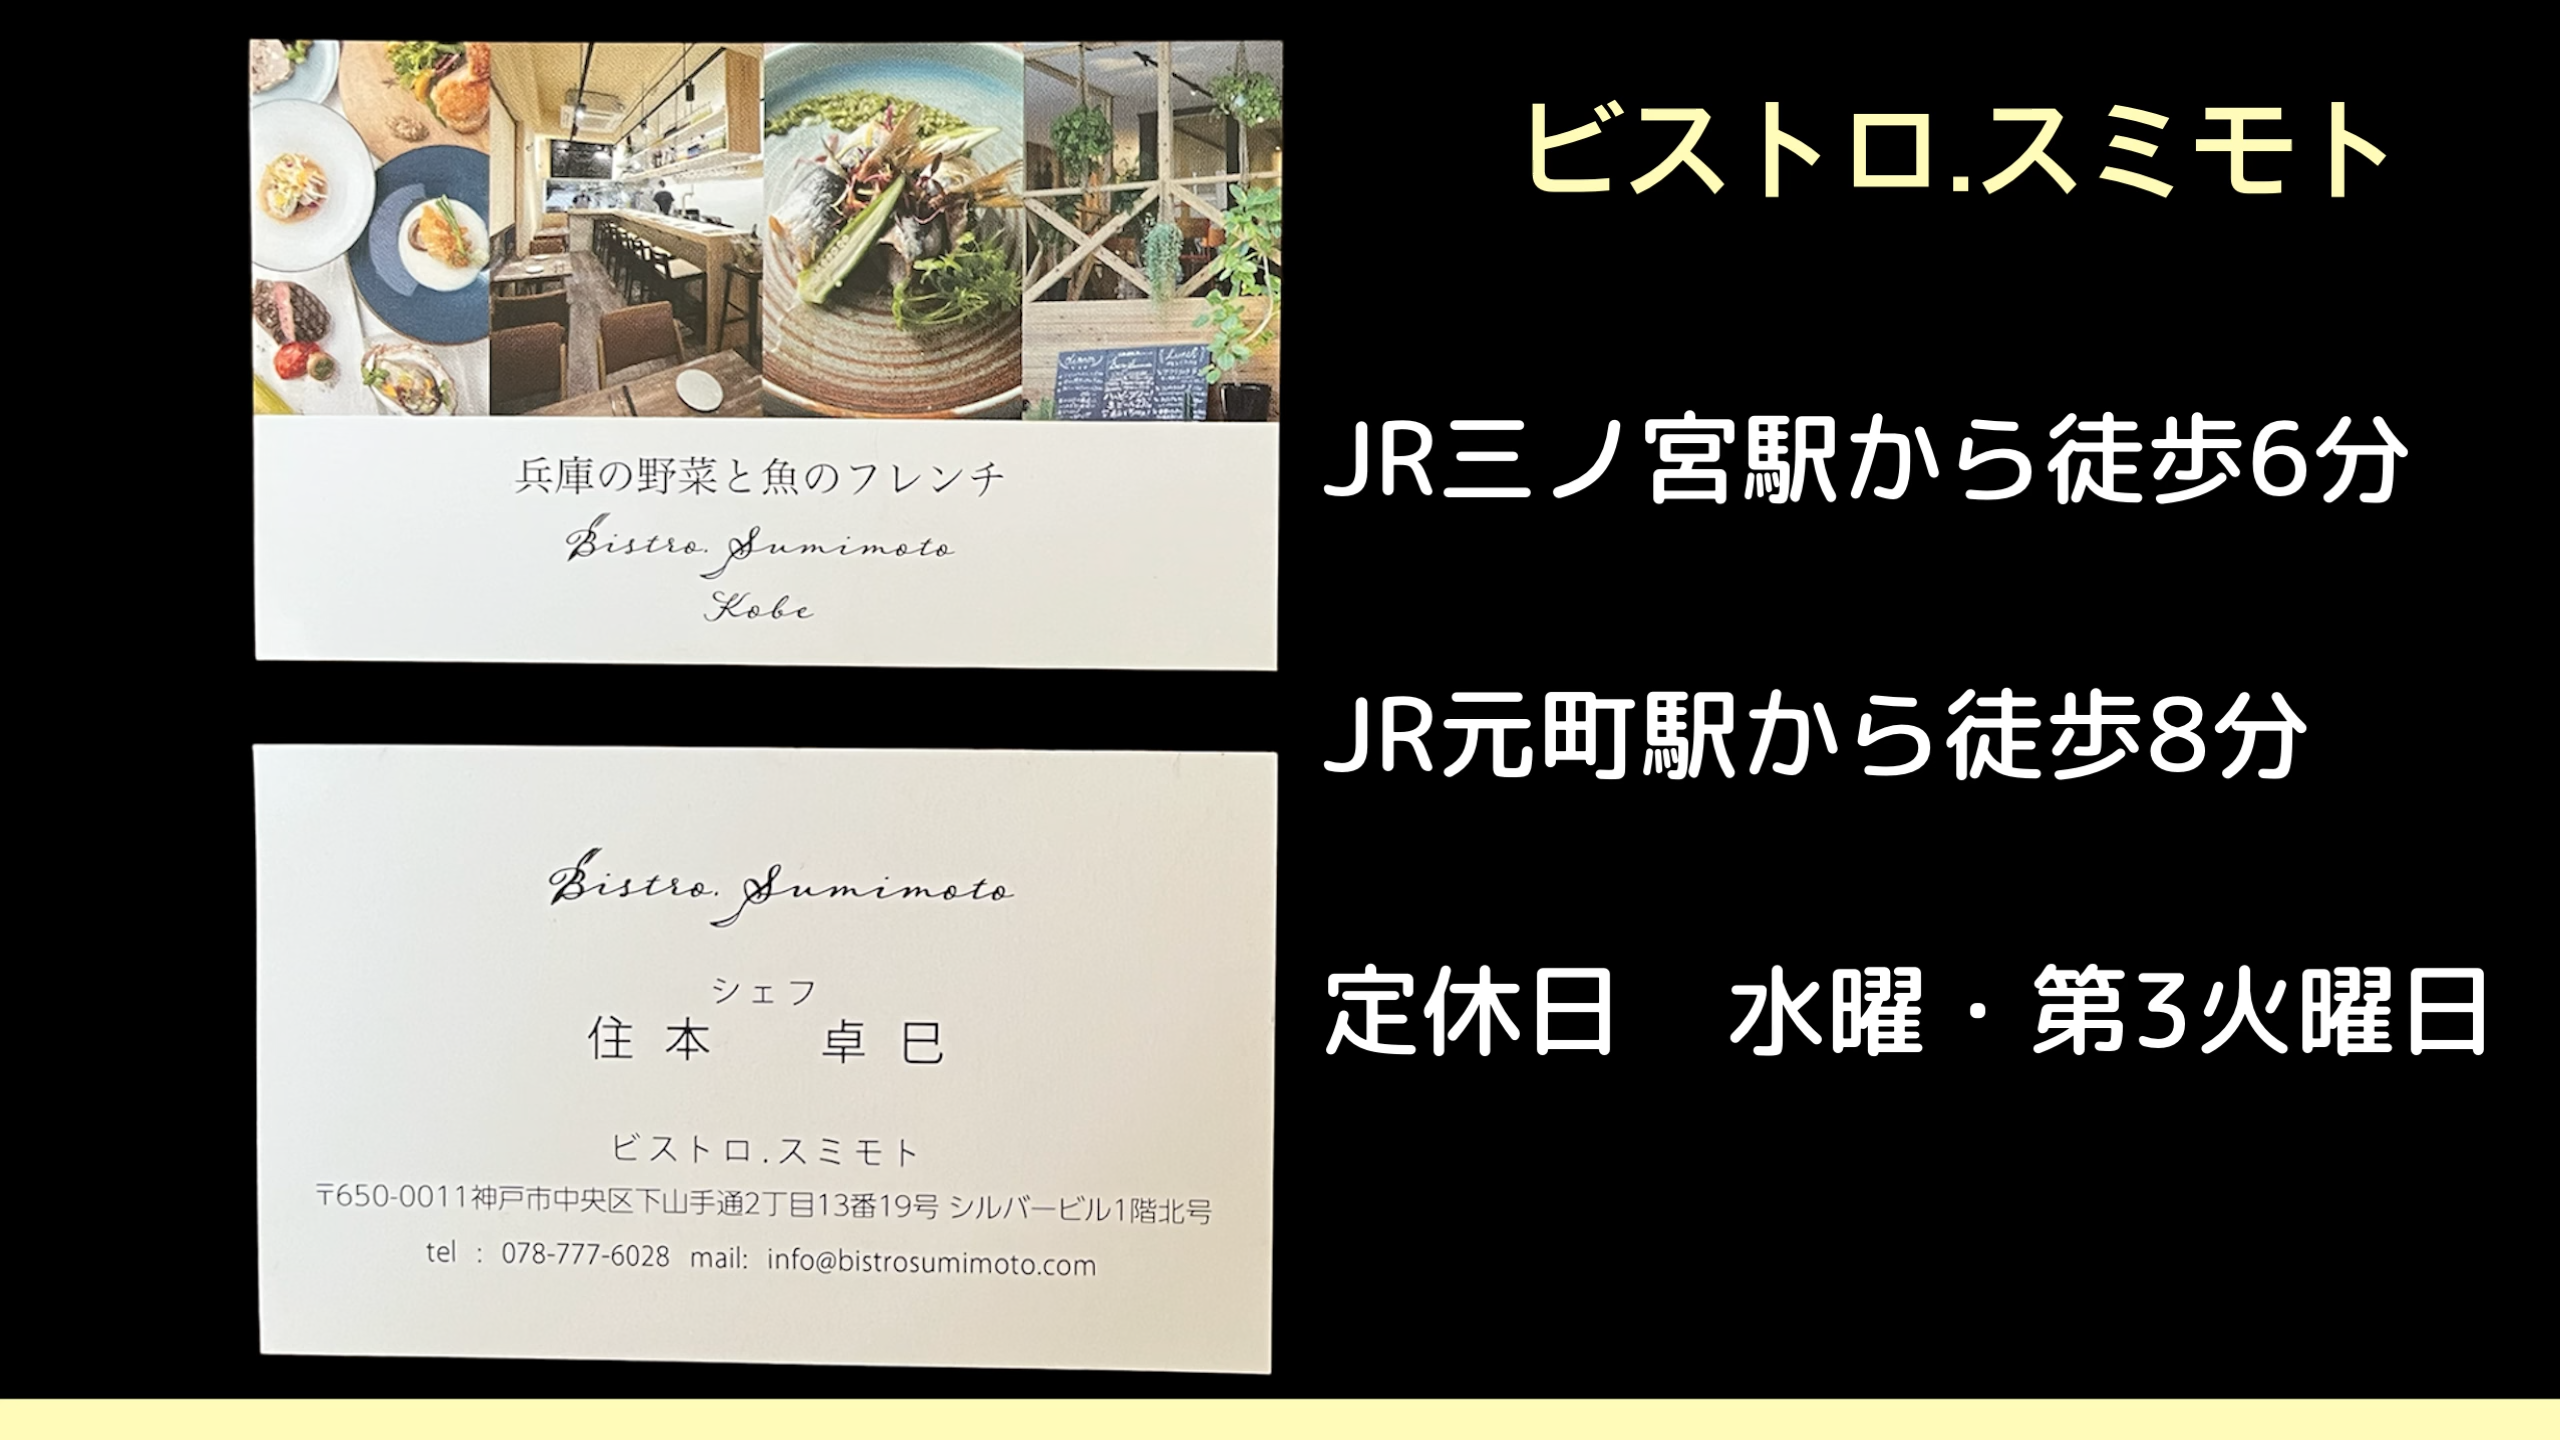 兵庫の野菜と魚のフレンチ
Bistro. Sumimoto
Kobe
Bistro. Sumimoto
シェフ
住本 卓巳
ビストロ.スミモト
〒650-0011神戸市中央区下山手通2丁目13番19号 シルバービル1階北号
tel : 078-777-6028 mail: info@bistrosumimoto.com
ビストロ.スミモト
JR三ノ宮駅から徒歩6分
JR元町駅から徒歩8分
定休日　水曜・第3火曜日